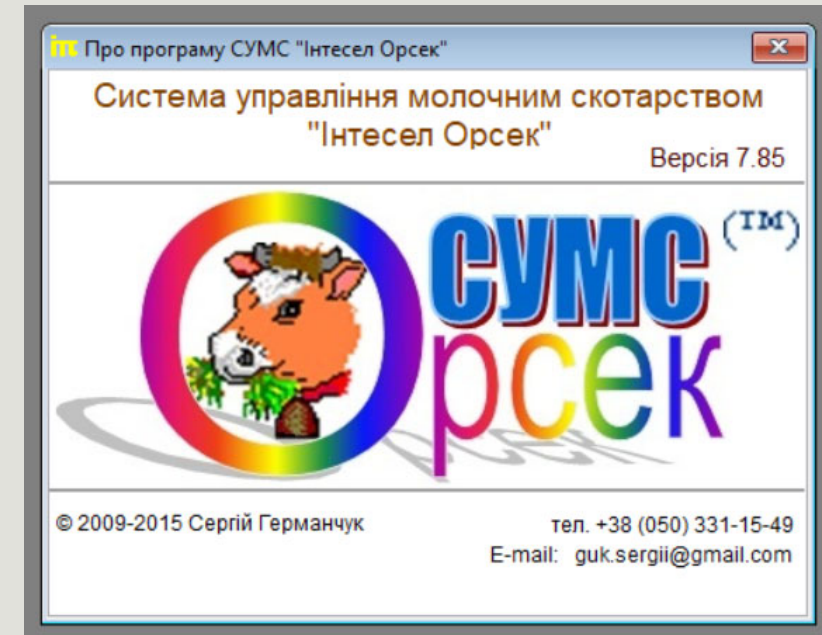 Про програму СУМС "Інтесел Орсек"
Система управління молочним скотарством
"Інтесел Орсек"
Версія 7.85
СУМС (TM)
Орсек
© 2009-2015 Сергій Германчук
тел. +38 (050) 331-15-49
E-mail: guk.sergii@gmail.com